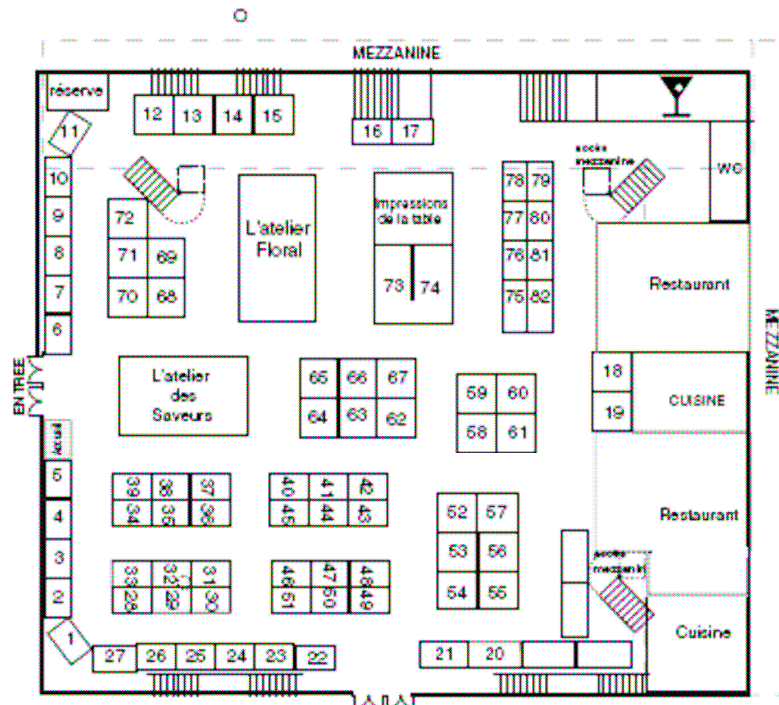 MEZZANINE
réserve
12 13 14 15
16 17
11
accès
mezzanine
WC
10
78 79
Impressions
de la table
72
L'atelier
Floral
9
77 80
8
71 69
76 81
Restaurant
7
70 68
73 74
75 82
6
MEZZANINE
ENTREE
L'atelier
des
Saveurs
65 66 67
64 63 62
59 60
58 61
18
19
CUISINE
Accueil
5
39 38 37
34 35 36
40 41 42
45 44 43
4
52 57
Restaurant
3
53 56
33 32 31
28 29 30
46 47 48
51 50 49
accès
mezzanin
2
54 55
1
Cuisine
27 26 25 24 23 22
21 20